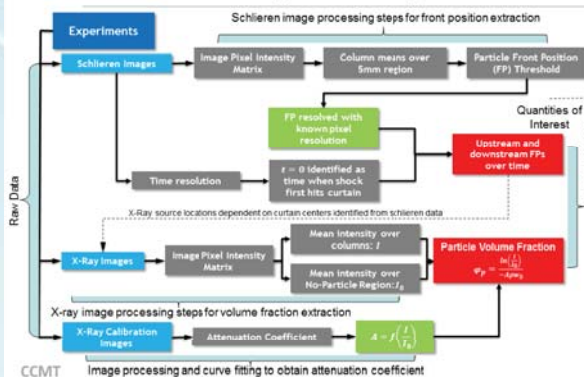 Schlieren image processing steps for front position extraction
Experiments
Schlieren Images
Image Pixel Intensity
Matrix
Column means over
5mm region
Particle Front Position
(FP) Threshold
Quantities of
Interest
FP resolved with
known pixel
resolution
Upstream and
downstream FPs
over time
Time resolution
t = 0 identified as
time when shock
first hits curtain
Raw Data
X-Ray source locations dependent on curtain centers identified from schlieren data
X-Ray Images
Image Pixel Intensity
Matrix
Mean intensity over
columns: I
Mean intensity over
No-Particle Region: I₀
Particle Volume Fraction
X-ray image processing steps for volume fraction extraction
X-Ray Calibration
Images
Attenuation Coefficient
A = f(I/I₀)
CCMT
Image processing and curve fitting to obtain attenuation coefficient